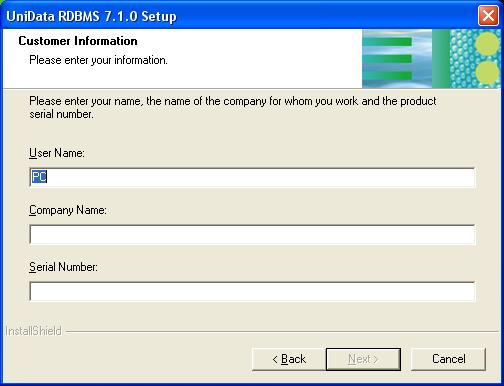 UniData RDBMS 7.1.0 Setup
Customer Information
Please enter your information.
Please enter your name, the name of the company for whom you work and the product
serial number.
User Name:
PC
Company Name:
Serial Number:
InstallShield
< Back
Next >
Cancel